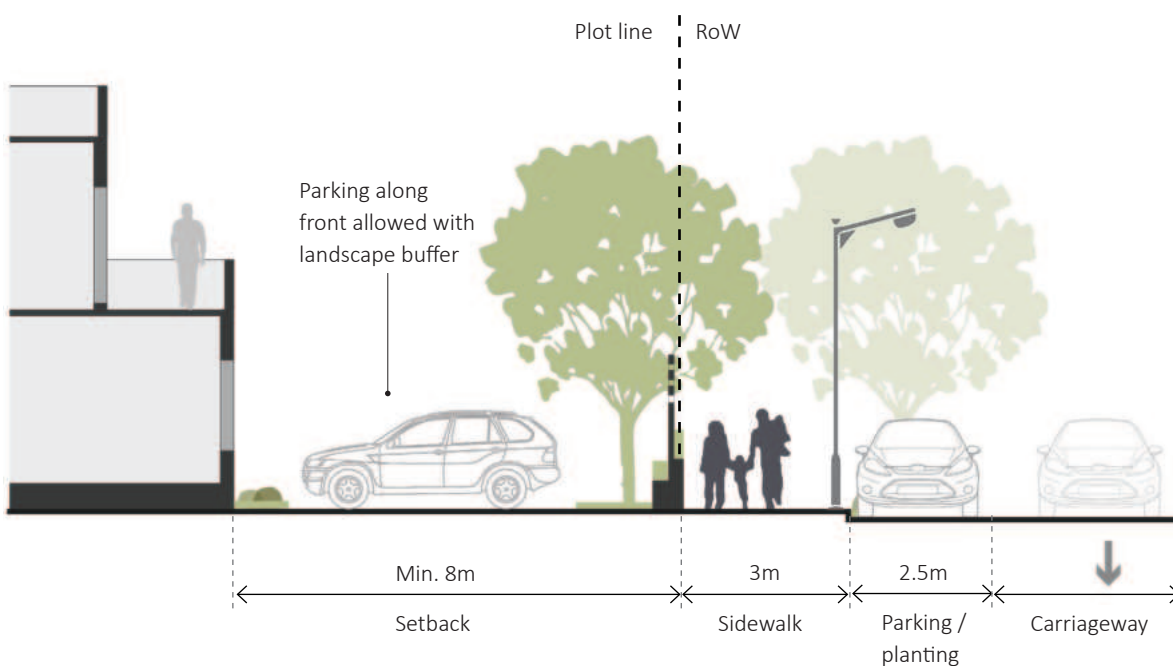 Plot line
RoW
Parking along
front allowed with
landscape buffer
Min. 8m
3m
2.5m
Setback
Sidewalk
Parking /
planting
Carriageway